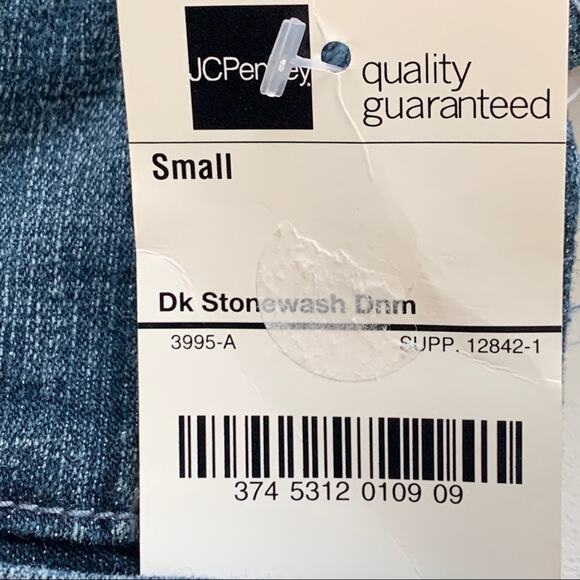 JCPenney
quality
guaranteed
Small
Dk Stonewash Dnm
3995-A SUPP. 12842-1
374 5312 0109 09